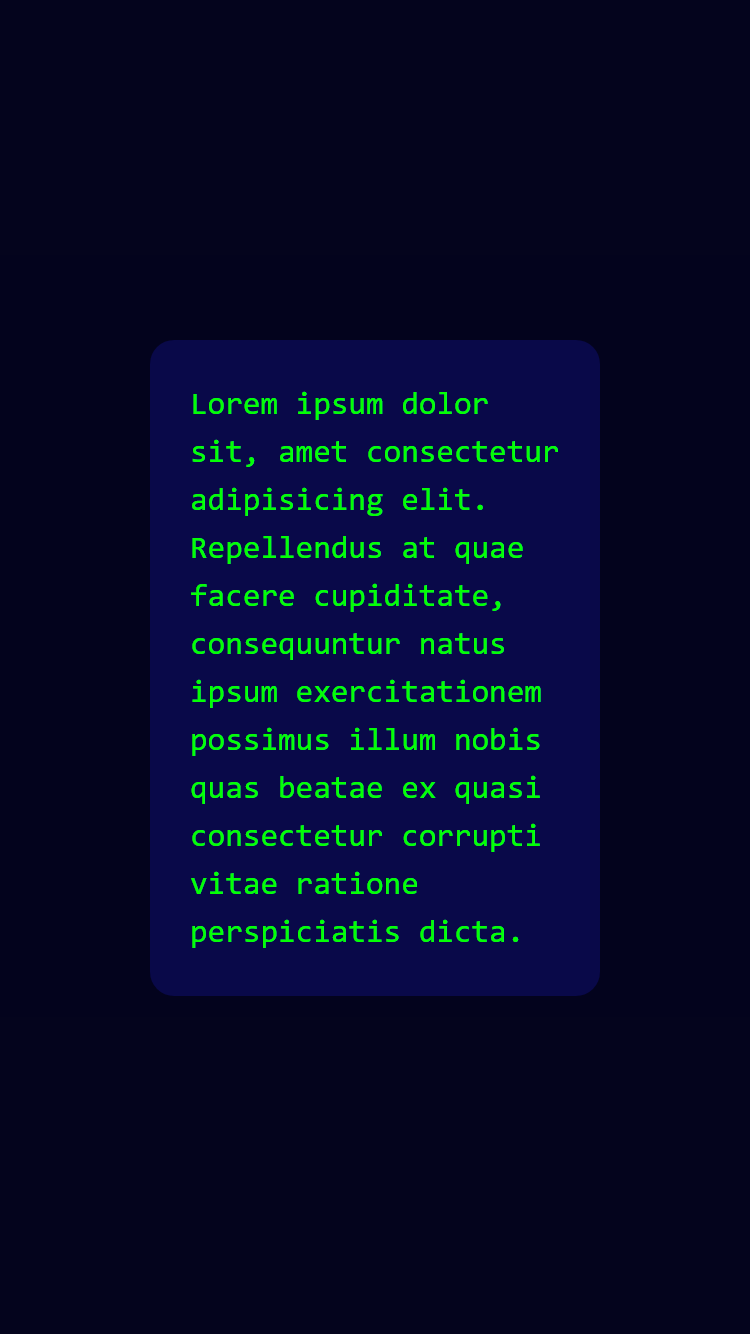 Lorem ipsum dolor
sit, amet consectetur
adipisicing elit.
Repellendus at quae
facere cupiditate,
consequuntur natus
ipsum exercitationem
possimus illum nobis
quas beatae ex quasi
consectetur corrupti
vitae ratione
perspiciatis dicta.